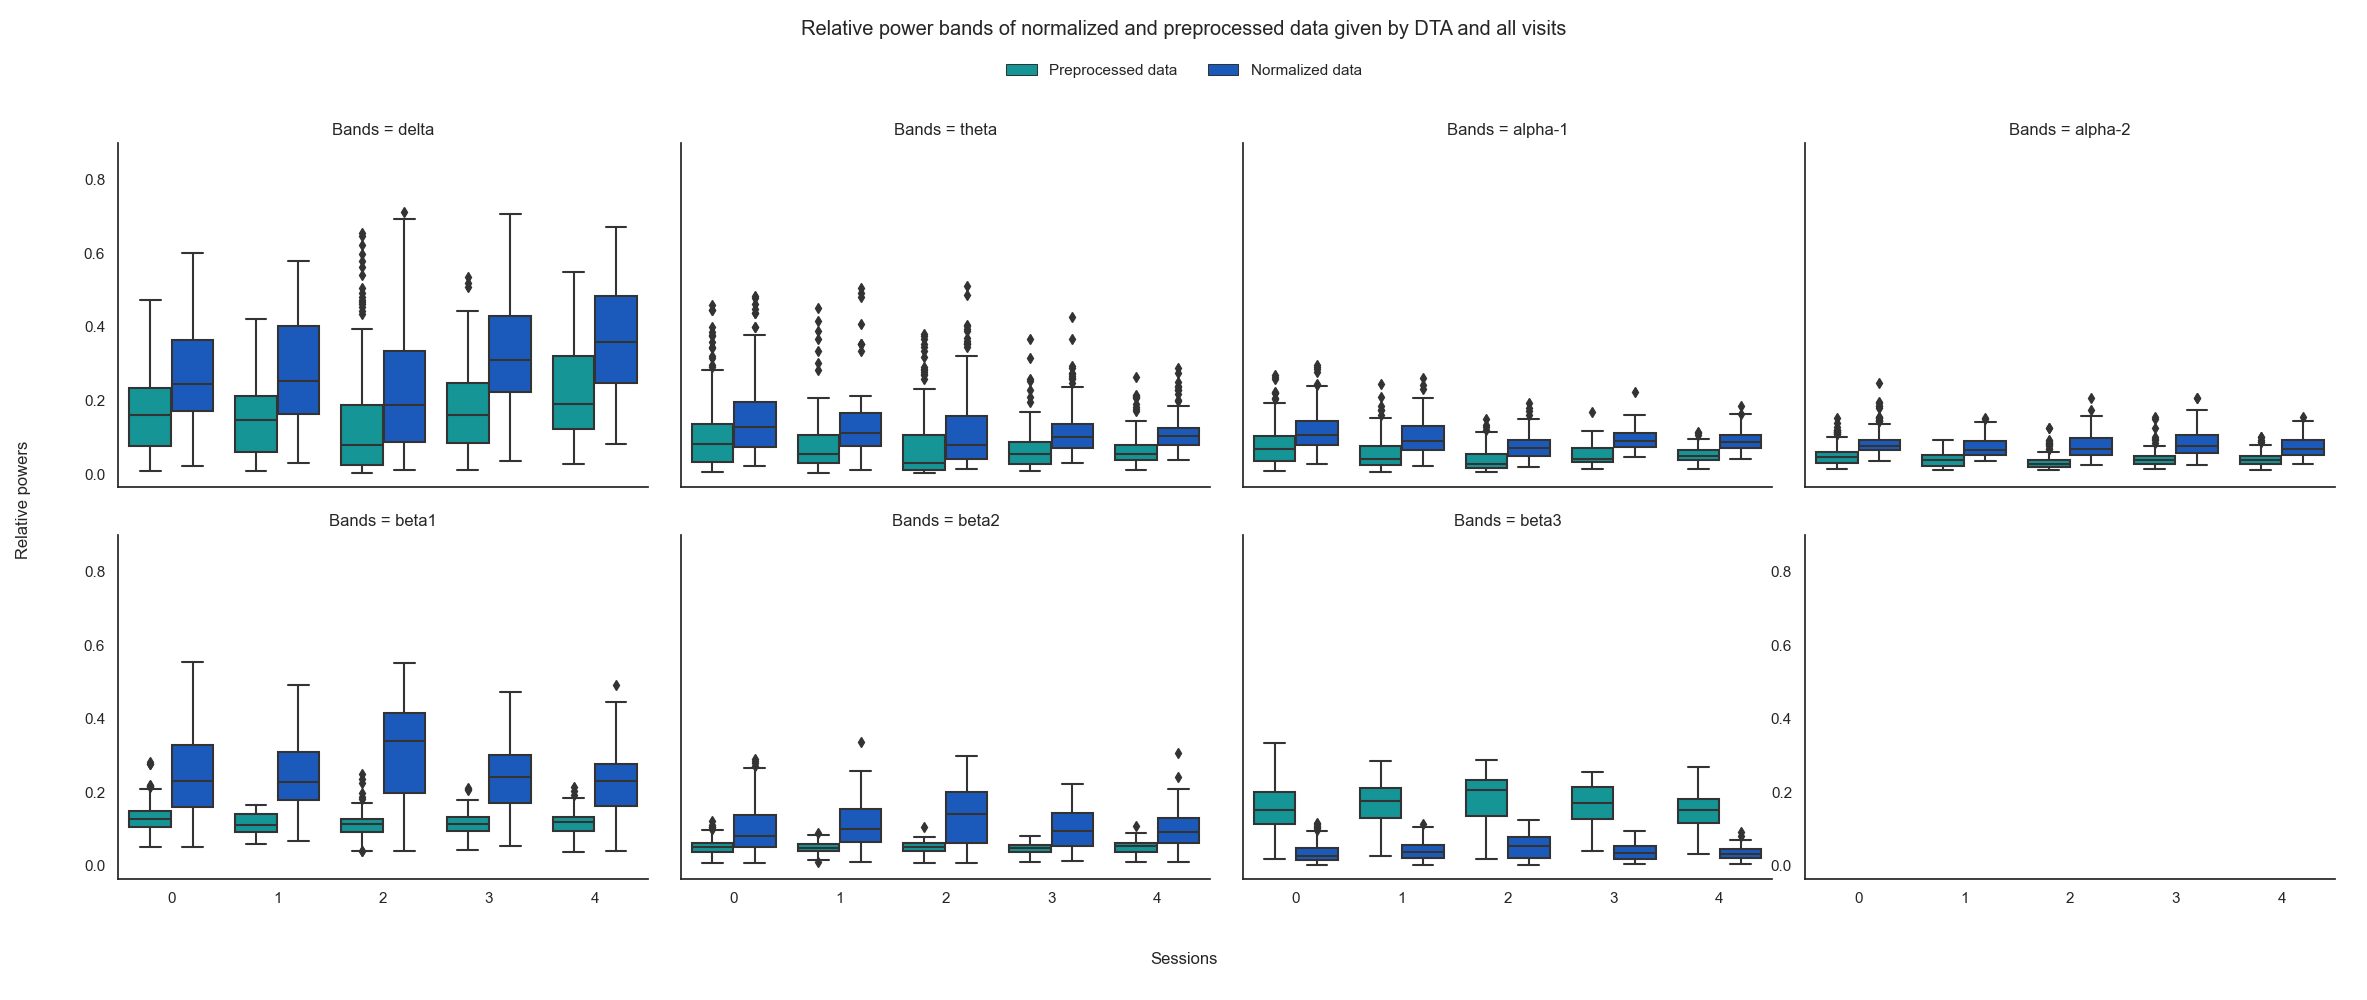 Relative power bands of normalized and preprocessed data given by DTA and all visits
Preprocessed data Normalized data
Bands = delta Bands = theta Bands = alpha-1 Bands = alpha-2
0.8
0.6
0.4
0.2
0.0
Relative powers
Bands = beta1 Bands = beta2 Bands = beta3
0.8 0.8
0.6 0.6
0.4 0.4
0.2 0.2
0.0 0.0
0 1 2 3 4 0 1 2 3 4 0 1 2 3 4 0 1 2 3 4
Sessions